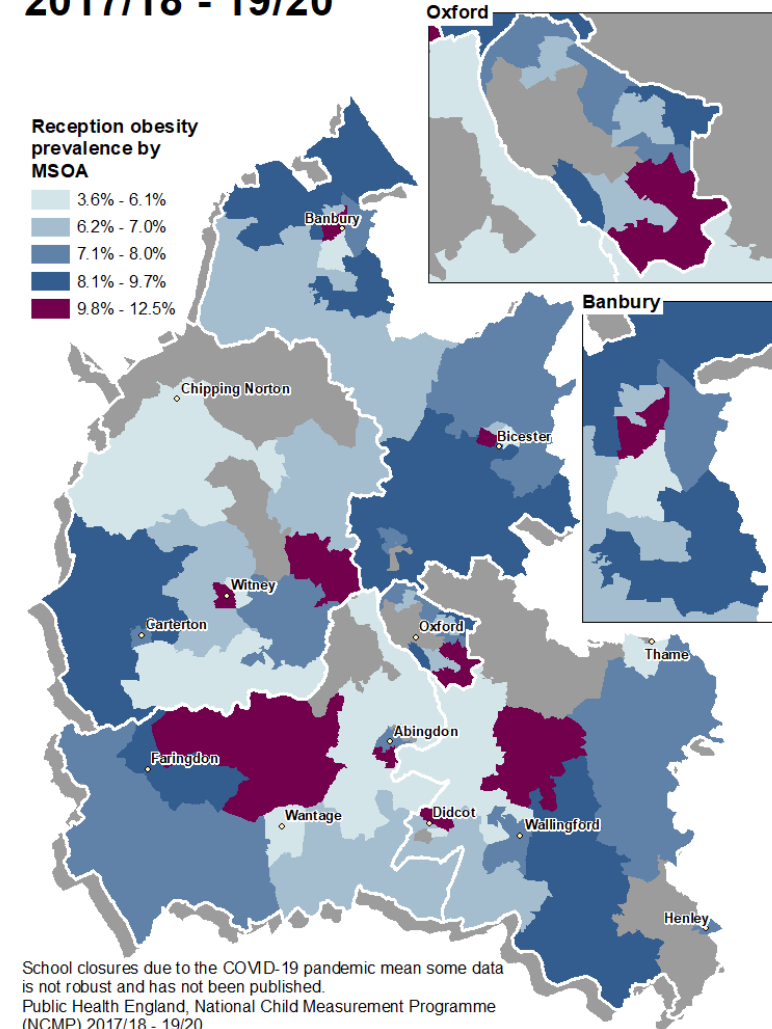 2017/18 - 19/20
Oxford
Reception obesity
prevalence by
MSOA
3.6% - 6.1%
6.2% - 7.0%
7.1% - 8.0%
8.1% - 9.7%
9.8% - 12.5%
Banbury
Banbury
Chipping Norton
Bicester
Witney
Carterton
Oxford
Thame
Abingdon
Faringdon
Wantage
Didcot
Wallingford
Henley
School closures due to the COVID-19 pandemic mean some data
is not robust and has not been published.
Public Health England, National Child Measurement Programme
(NCMP) 2017/18 - 19/20